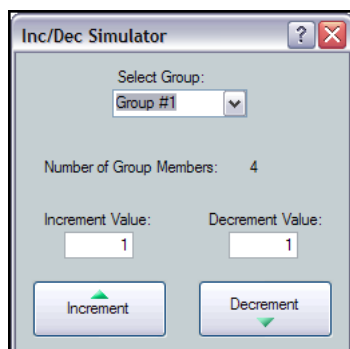 Inc/Dec Simulator ?
Select Group:
Group #1
Number of Group Members: 4
Increment Value: Decrement Value:
1 1
Increment Decrement